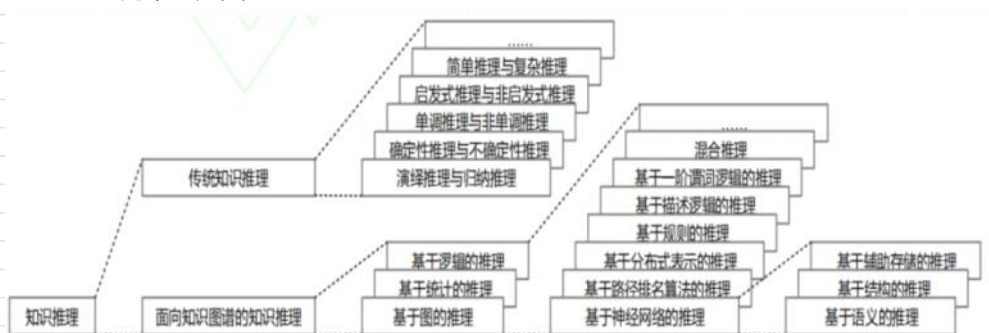 ……
简单推理与复杂推理
启发式推理与非启发式推理
单调推理与非单调推理
确定性推理与不确定性推理
传统知识推理
演绎推理与归纳推理
……
混合推理
基于一阶谓词逻辑的推理
基于描述逻辑的推理
基于规则的推理
基于分布式表示的推理
基于路径排名算法的推理
基于神经网络的推理
基于逻辑的推理
基于统计的推理
基于图的推理
基于辅助存储的推理
基于结构的推理
基于语义的推理
知识推理
面向知识图谱的知识推理